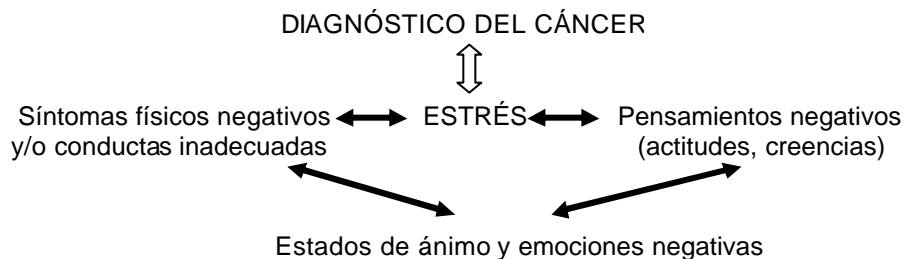 DIAGNÓSTICO DEL CÁNCER
Síntomas físicos negativos
y/o conductas inadecuadas
ESTRÉS
Pensamientos negativos
(actitudes, creencias)
Estados de ánimo y emociones negativas